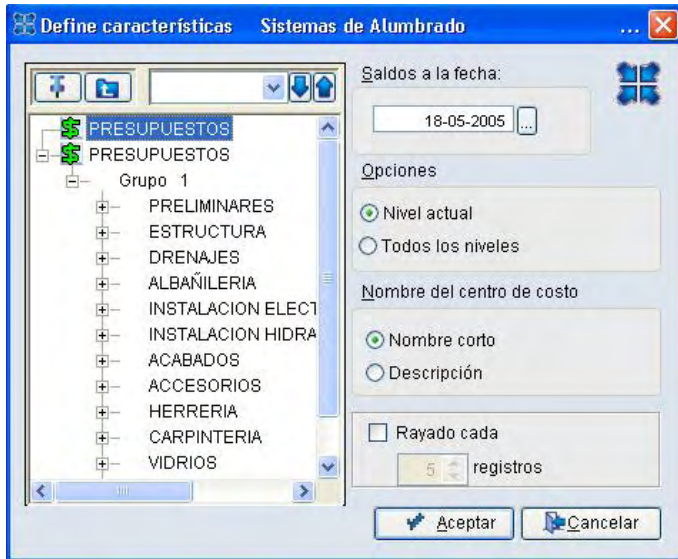 Define características Sistemas de Alumbrado ...
Saldos a la fecha:
18-05-2005 ...
PRESUPUESTOS
PRESUPUESTOS
Grupo 1
PRELIMINARES
ESTRUCTURA
DRENAJES
ALBAÑILERIA
INSTALACION ELECT
INSTALACION HIDRA
ACABADOS
ACCESORIOS
HERRERIA
CARPINTERIA
VIDRIOS
Opciones
Nivel actual
Todos los niveles
Nombre del centro de costo
Nombre corto
Descripción
Rayado cada
5 registros
Aceptar Cancelar